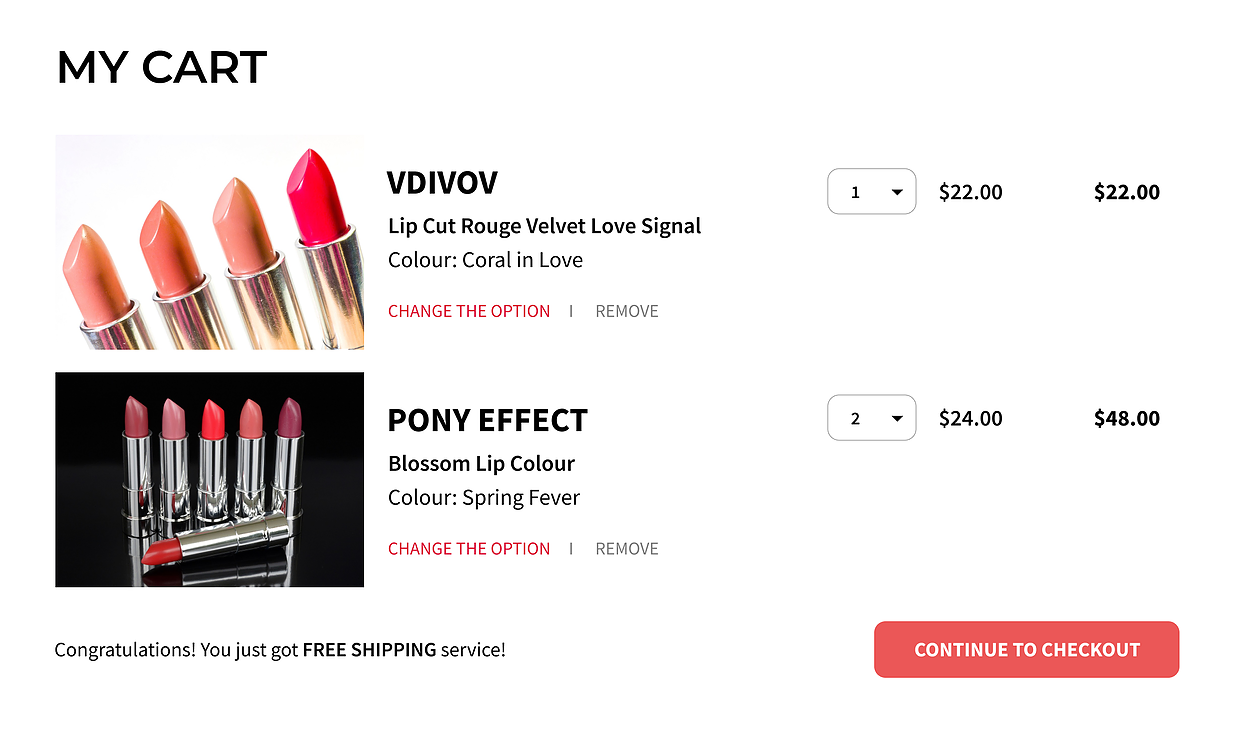 MY CART
VDIVOV
Lip Cut Rouge Velvet Love Signal
Colour: Coral in Love
CHANGE THE OPTION | REMOVE
1 $22.00 $22.00
PONY EFFECT
Blossom Lip Colour
Colour: Spring Fever
CHANGE THE OPTION | REMOVE
2 $24.00 $48.00
Congratulations! You just got FREE SHIPPING service!
CONTINUE TO CHECKOUT